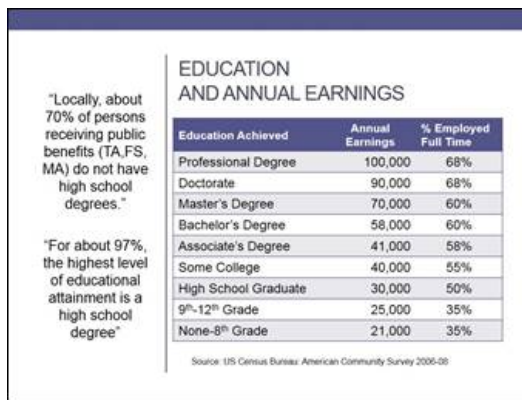 "Locally, about
70% of persons
receiving public
benefits (TA,FS,
MA) do not have
high school
degrees."
"For about 97%,
the highest level
of educational
attainment is a
high school
degree"
EDUCATION
AND ANNUAL EARNINGS
Education Achieved Annual Earnings % Employed Full Time
Professional Degree 100,000 68%
Doctorate 90,000 68%
Master's Degree 70,000 60%
Bachelor's Degree 58,000 60%
Associate's Degree 41,000 58%
Some College 40,000 55%
High School Graduate 30,000 50%
9th-12th Grade 25,000 35%
None-8th Grade 21,000 35%
Source: US Census Bureau: American Community Survey 2006-08